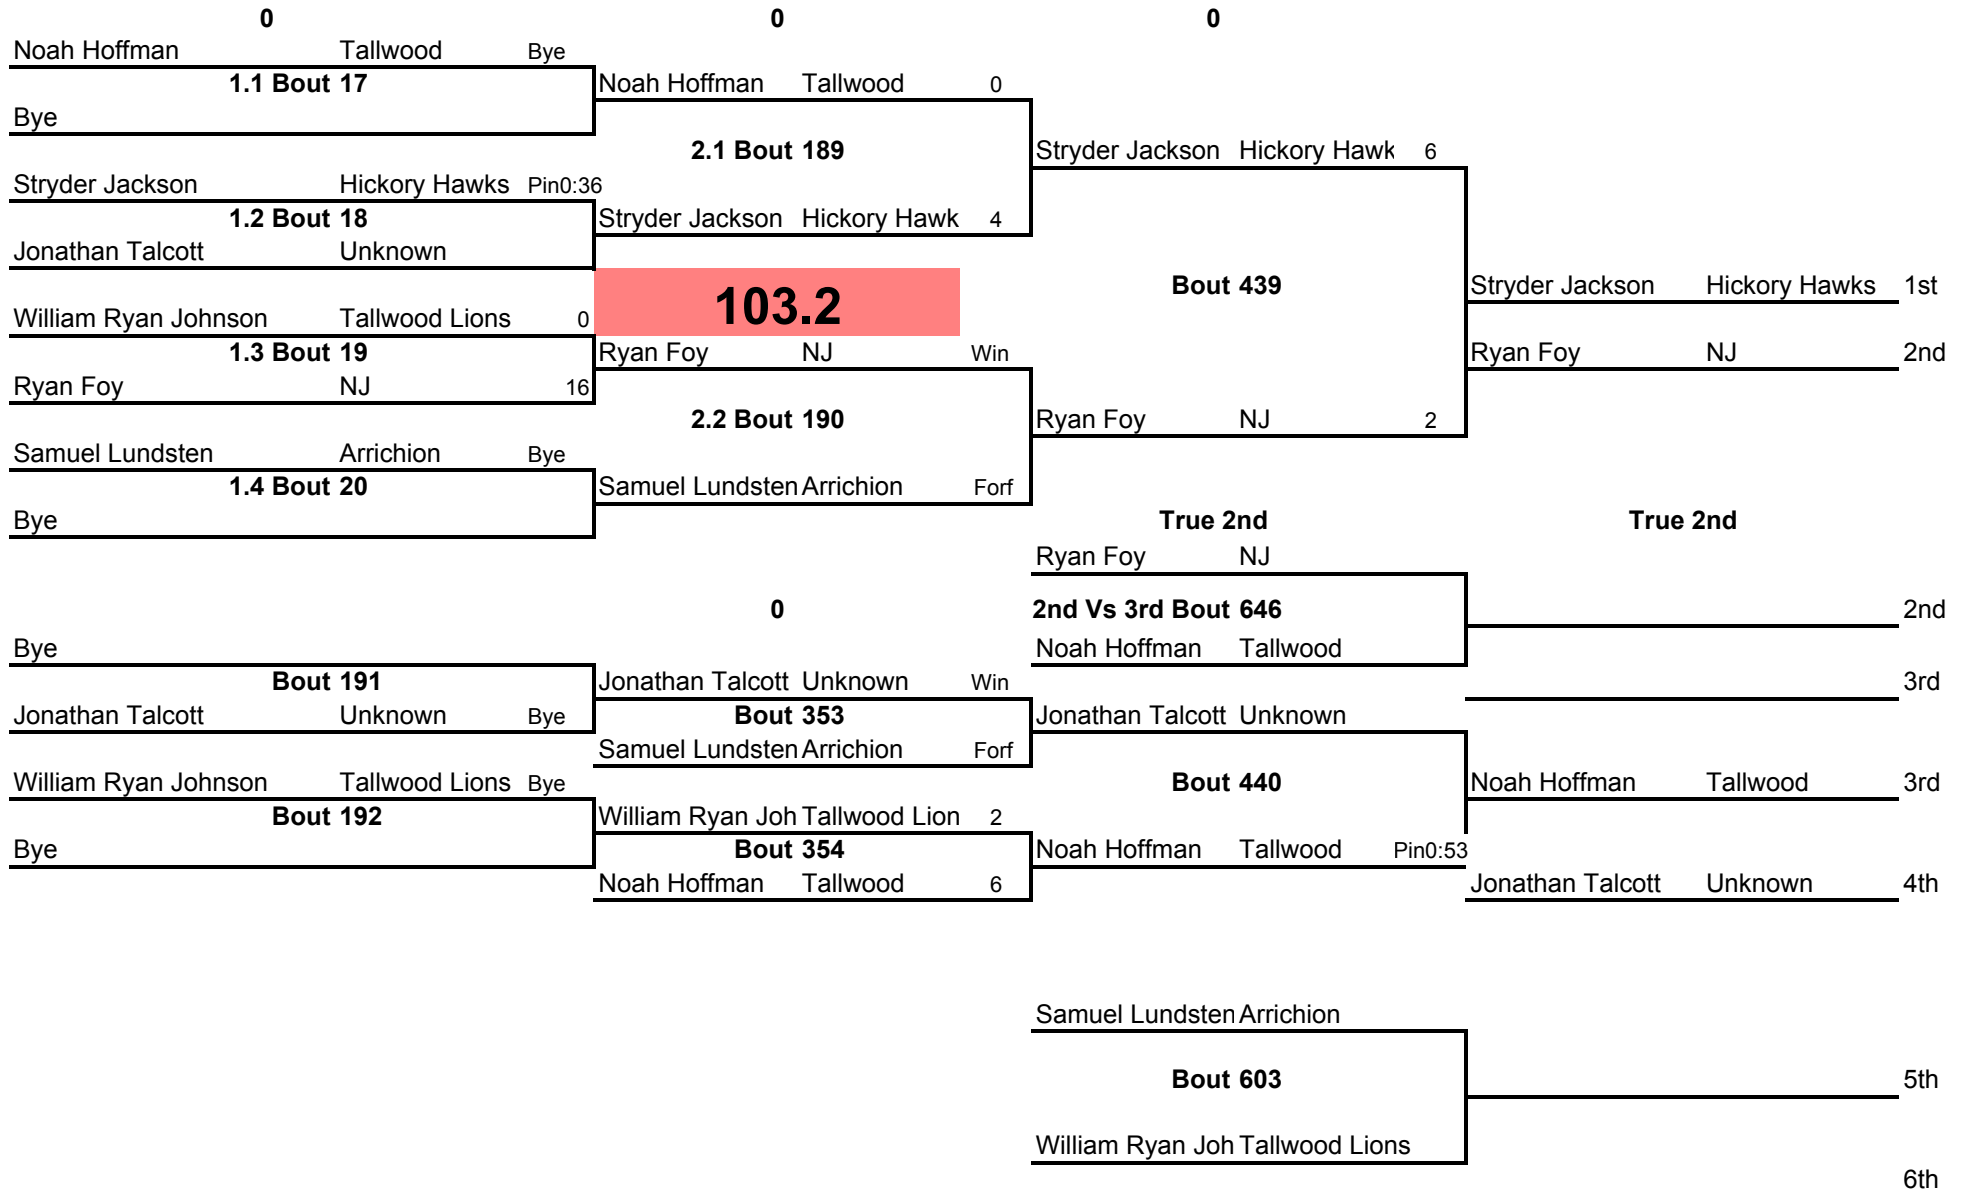 0 0 0
Noah Hoffman Tallwood Bye
1.1 Bout 17 Noah Hoffman Tallwood 0
Bye
2.1 Bout 189 Stryder Jackson Hickory Hawk 6
Stryder Jackson Hickory Hawks Pin0:36
1.2 Bout 18 Stryder Jackson Hickory Hawk 4
Jonathan Talcott Unknown
103.2 Bout 439 Stryder Jackson Hickory Hawks 1st
William Ryan Johnson Tallwood Lions 0
1.3 Bout 19 Ryan Foy NJ Win Ryan Foy NJ 2nd
Ryan Foy NJ 16
2.2 Bout 190 Ryan Foy NJ 2
Samuel Lundsten Arrichion Bye
1.4 Bout 20 Samuel Lundsten Arrichion Forf
Bye True 2nd True 2nd
Ryan Foy NJ
0 2nd Vs 3rd Bout 646 2nd
Bye Noah Hoffman Tallwood
Bout 191 Jonathan Talcott Unknown Win 3rd
Jonathan Talcott Unknown Bye Bout 353 Jonathan Talcott Unknown
Samuel Lundsten Arrichion Forf
William Ryan Johnson Tallwood Lions Bye Bout 440 Noah Hoffman Tallwood 3rd
Bout 192 William Ryan Joh Tallwood Lion 2
Bye Bout 354 Noah Hoffman Tallwood Pin0:53
Noah Hoffman Tallwood 6 Jonathan Talcott Unknown 4th
Samuel Lundsten Arrichion
Bout 603 5th
William Ryan Joh Tallwood Lions
6th